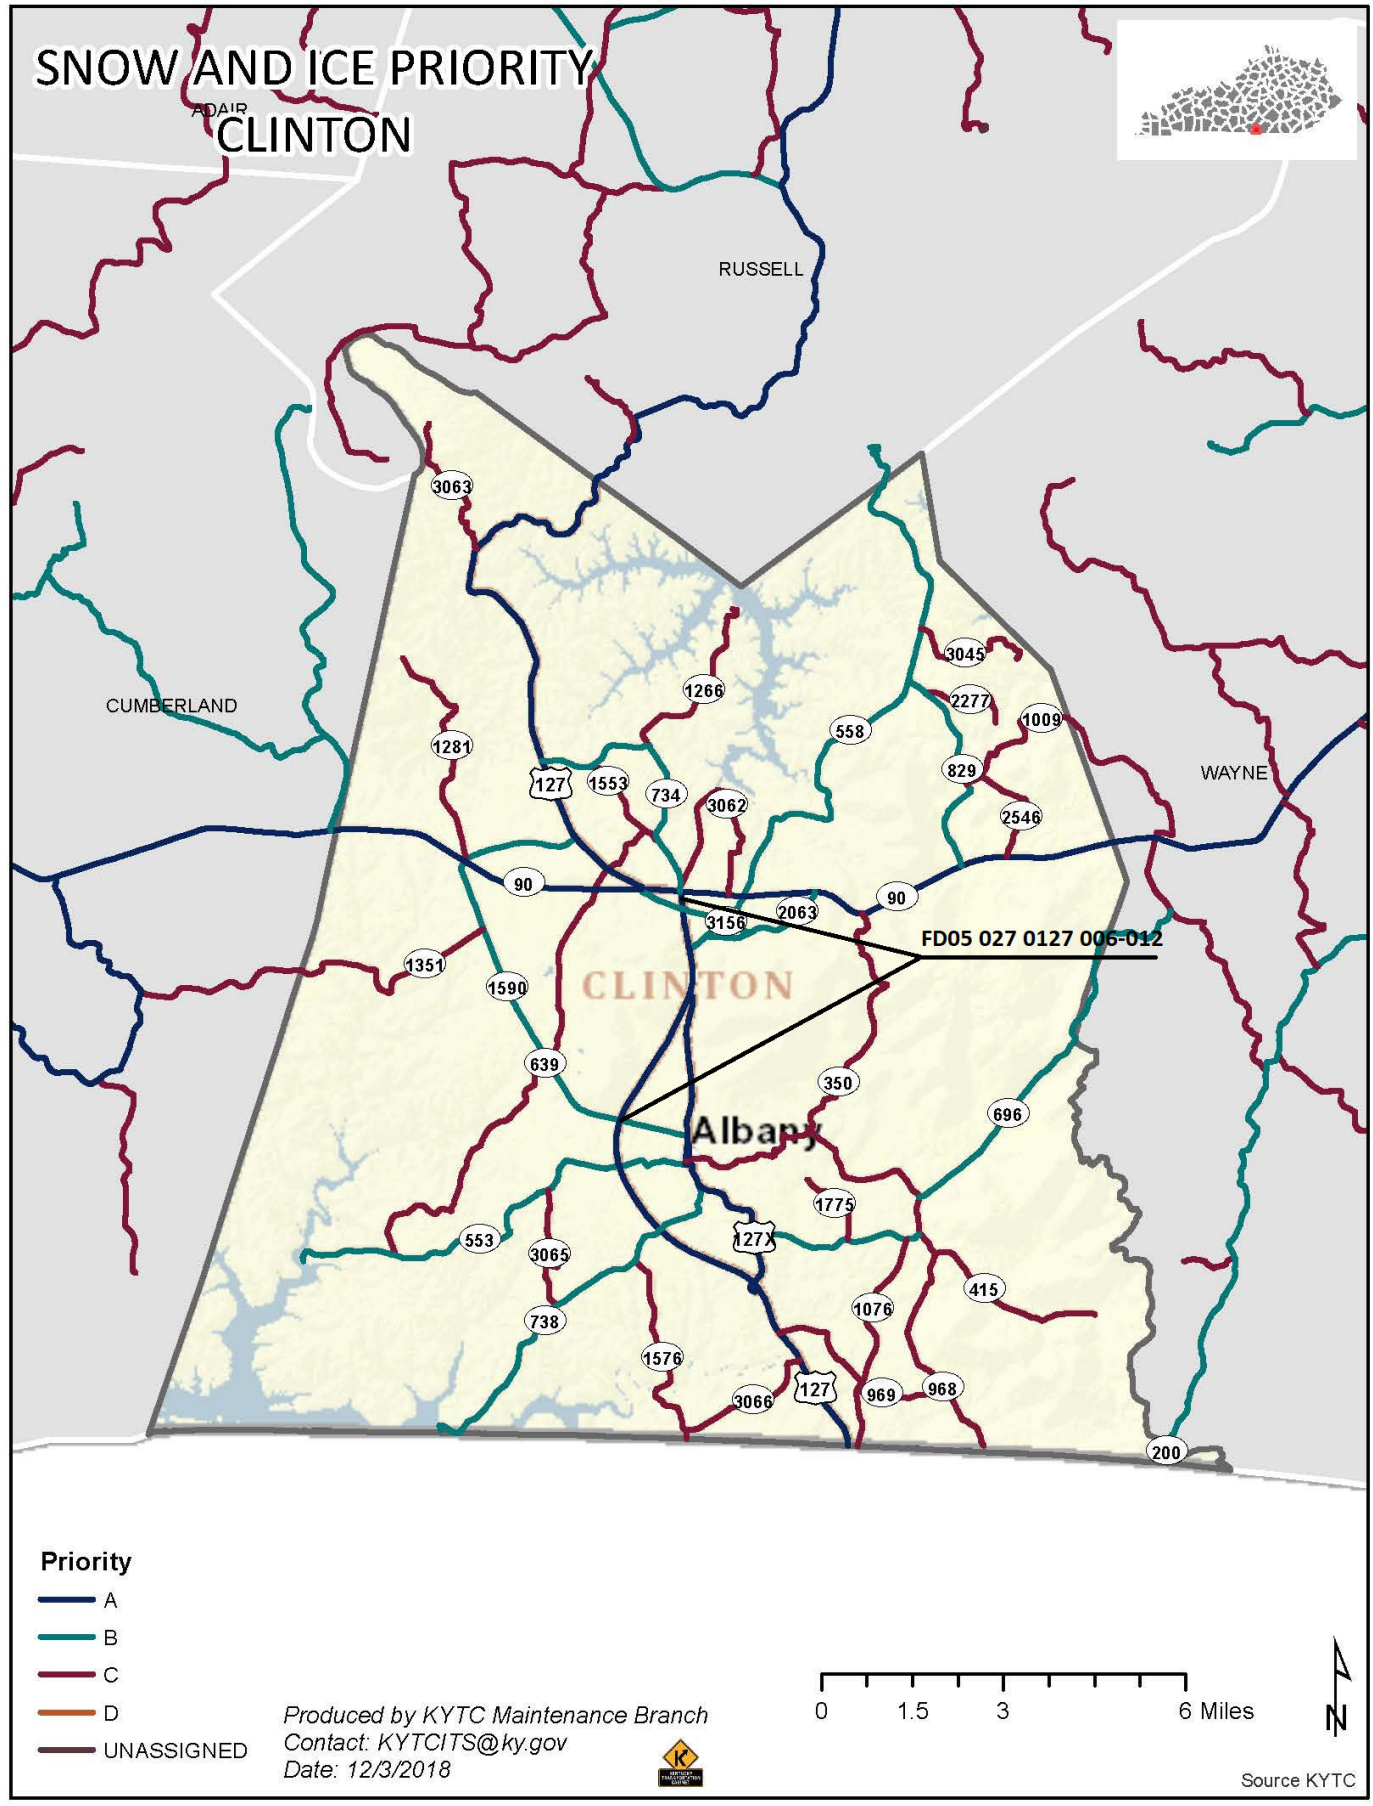 SNOW AND ICE PRIORITY
ADAIR
CLINTON
RUSSELL
3063
CUMBERLAND
3045
1266
2277
1009
558
1281
WAYNE
829
127
1553
734
3062
2546
90
90
2063
3156
FD05 027 0127 006-012
1351
CLINTON
1590
639
350
696
Albany
1775
553
127X
3065
415
1076
738
1576
127
969
968
3066
200
Priority
A
B
C
D
UNASSIGNED
Produced by KYTC Maintenance Branch
Contact: KYTCITS@ky.gov
Date: 12/3/2018
KENTUCKY
TRANSPORTATION
CABINET
0 1.5 3 6 Miles
N
Source KYTC